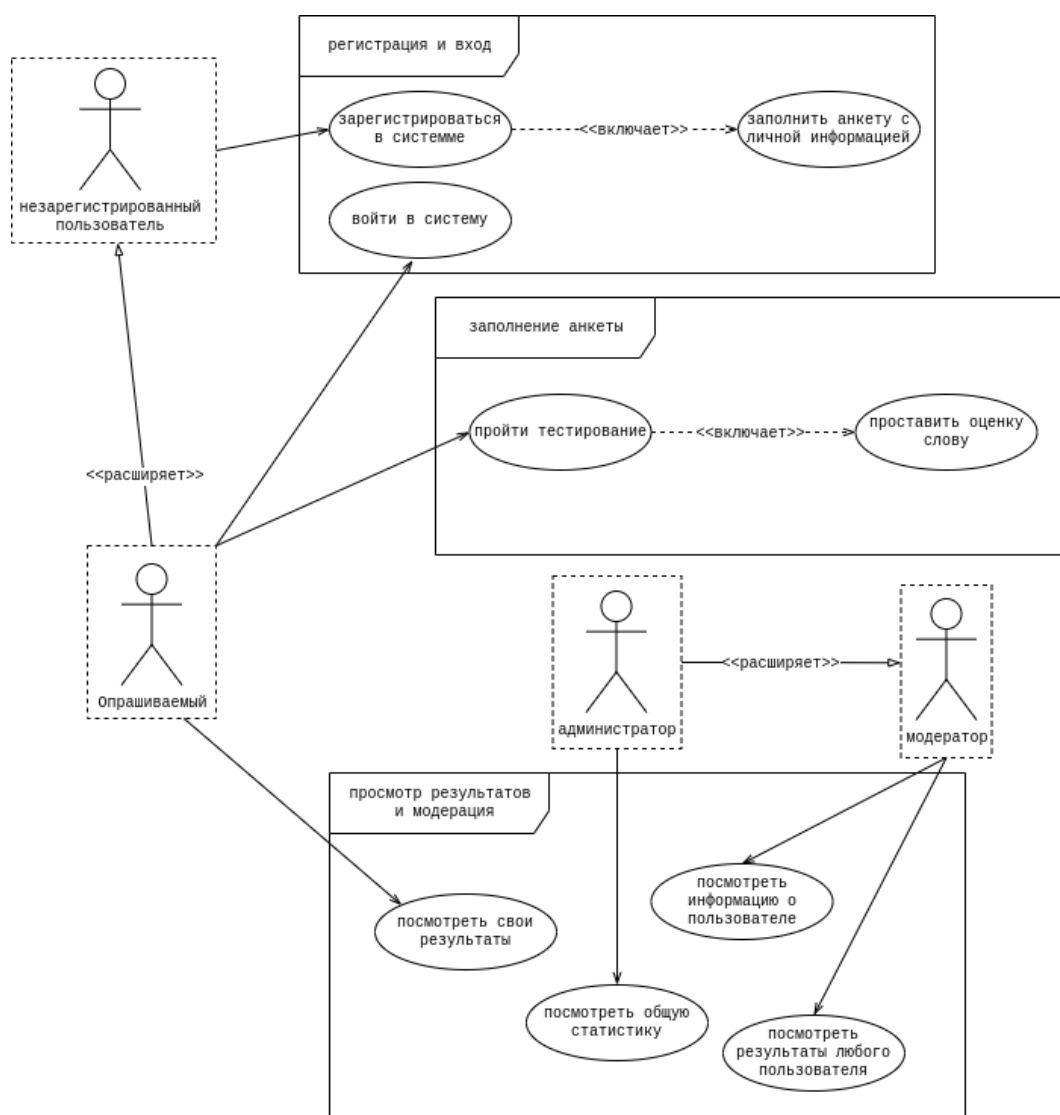 регистрация и вход
зарегистрироваться
в системме
<<включает>>
заполнить анкету с
личной информацией
незарегистрированный
пользователь
войти в систему
заполнение анкеты
пройти тестирование
<<включает>>
проставить оценку
слову
<<расширяет>>
Опрашиваемый
администратор
<<расширяет>>
модератор
просмотр результатов
и модерация
посмотреть свои
результаты
посмотреть
информацию о
пользователе
посмотреть общую
статистику
посмотреть
результаты любого
пользователя